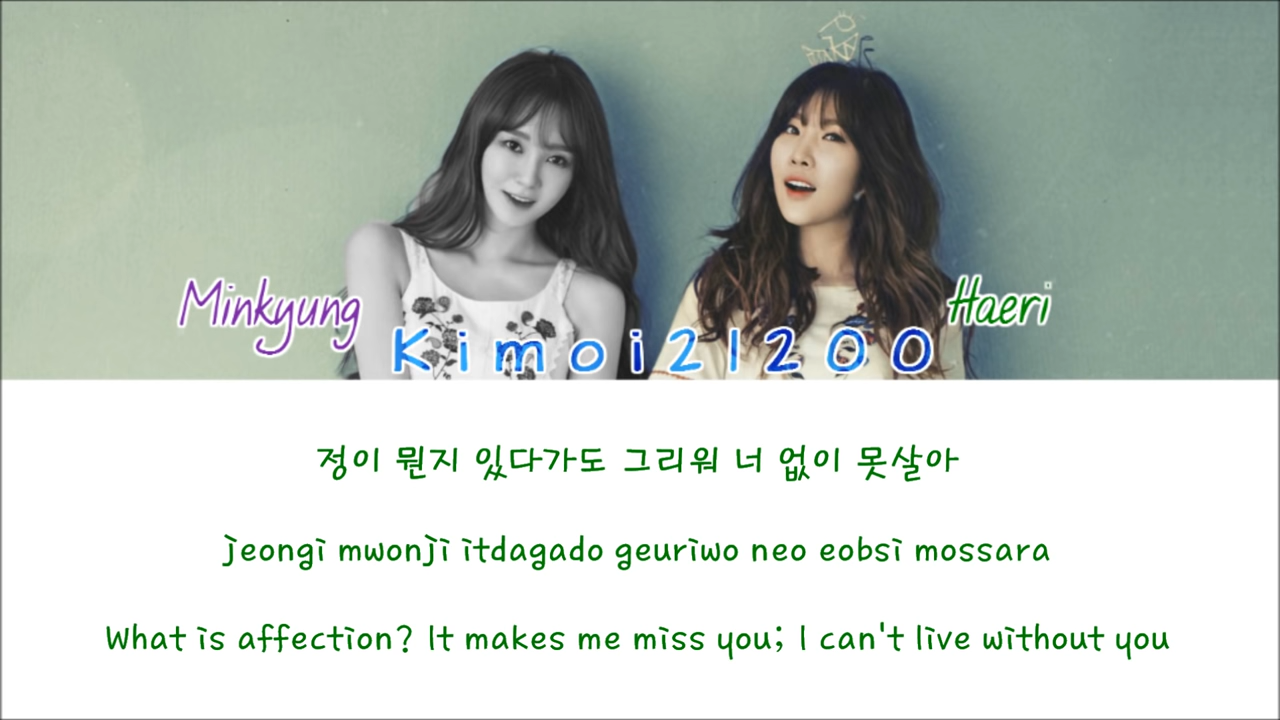 Minkyung
Haeri
Kimoi21200
정이 뭔지 있다가도 그리워 너 없이 못살아
jeongi mwonji itdagado geuriwo neo eobsi mossara
What is affection? It makes me miss you; I can't live without you